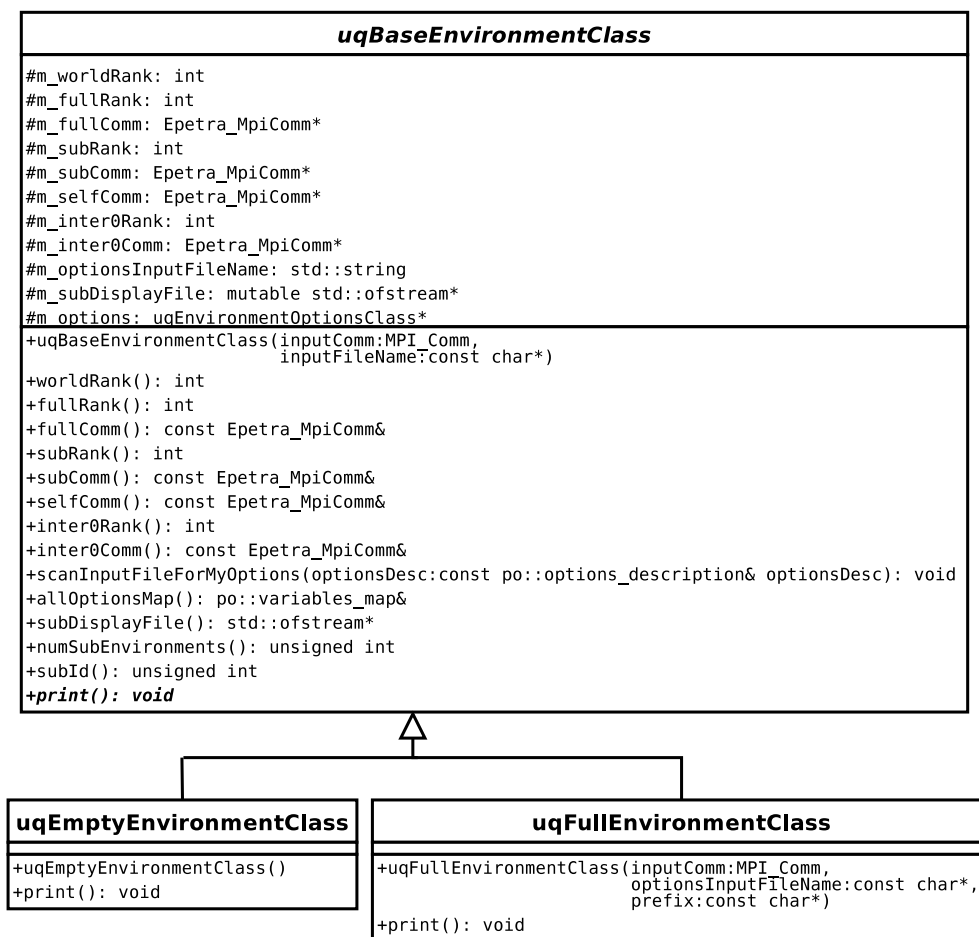 uqBaseEnvironmentClass
#m_worldRank: int
#m_fullRank: int
#m_fullComm: Epetra_MpiComm*
#m_subRank: int
#m_subComm: Epetra_MpiComm*
#m_selfComm: Epetra_MpiComm*
#m_inter0Rank: int
#m_inter0Comm: Epetra_MpiComm*
#m_optionsInputFileName: std::string
#m_subDisplayFile: mutable std::ofstream*
#m_options: uqEnvironmentOptionsClass*
+uqBaseEnvironmentClass(inputComm:MPI_Comm,
inputFileName:const char*)
+worldRank(): int
+fullRank(): int
+fullComm(): const Epetra_MpiComm&
+subRank(): int
+subComm(): const Epetra_MpiComm&
+selfComm(): const Epetra_MpiComm&
+inter0Rank(): int
+inter0Comm(): const Epetra_MpiComm&
+scanInputFileForMyOptions(optionsDesc:const po::options_description& optionsDesc): void
+allOptionsMap(): po::variables_map&
+subDisplayFile(): std::ofstream*
+numSubEnvironments(): unsigned int
+subId(): unsigned int
+print(): void
uqEmptyEnvironmentClass
+uqEmptyEnvironmentClass()
+print(): void
uqFullEnvironmentClass
+uqFullEnvironmentClass(inputComm:MPI_Comm,
optionsInputFileName:const char*,
prefix:const char*)
+print(): void